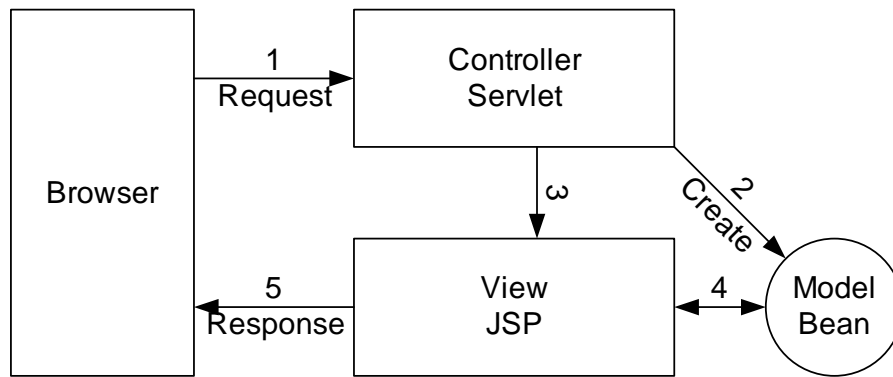 Browser
1
Request
Controller
Servlet
2
Create
3
View
JSP
4
Model
Bean
5
Response